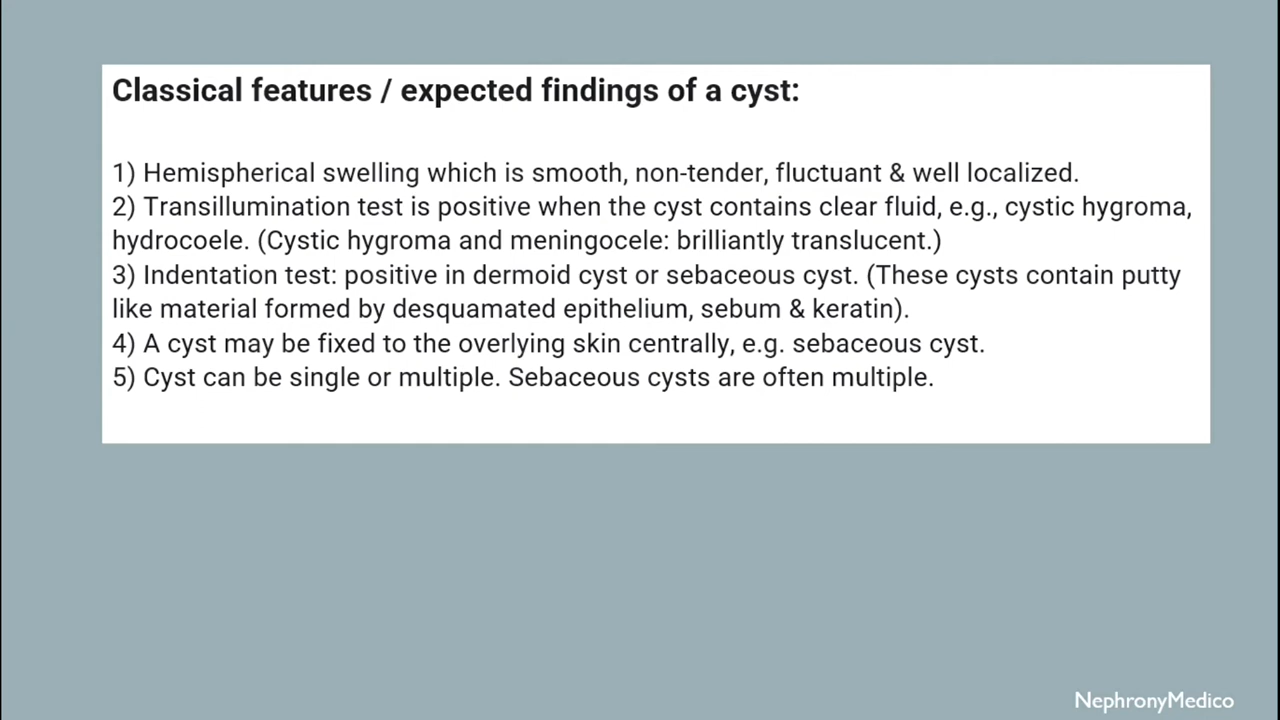 Classical features / expected findings of a cyst:
1) Hemispherical swelling which is smooth, non-tender, fluctuant & well localized.
2) Transillumination test is positive when the cyst contains clear fluid, e.g., cystic hygroma,
hydrocoele. (Cystic hygroma and meningocele: brilliantly translucent.)
3) Indentation test: positive in dermoid cyst or sebaceous cyst. (These cysts contain putty
like material formed by desquamated epithelium, sebum & keratin).
4) A cyst may be fixed to the overlying skin centrally, e.g. sebaceous cyst.
5) Cyst can be single or multiple. Sebaceous cysts are often multiple.
NephronyMedico